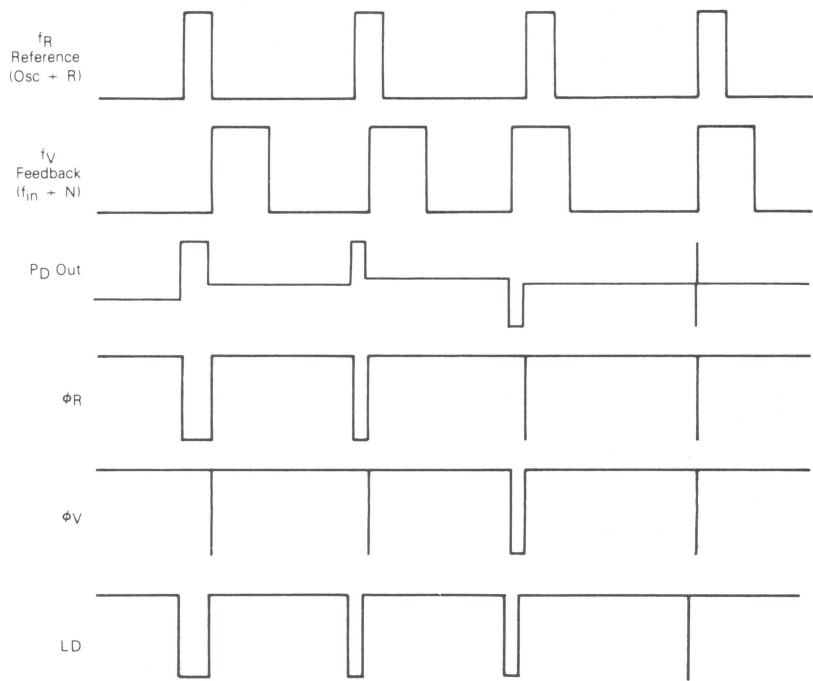 fR
Reference
(Osc ÷ R)
fV
Feedback
(fin ÷ N)
PD Out
ϕR
ϕV
LD